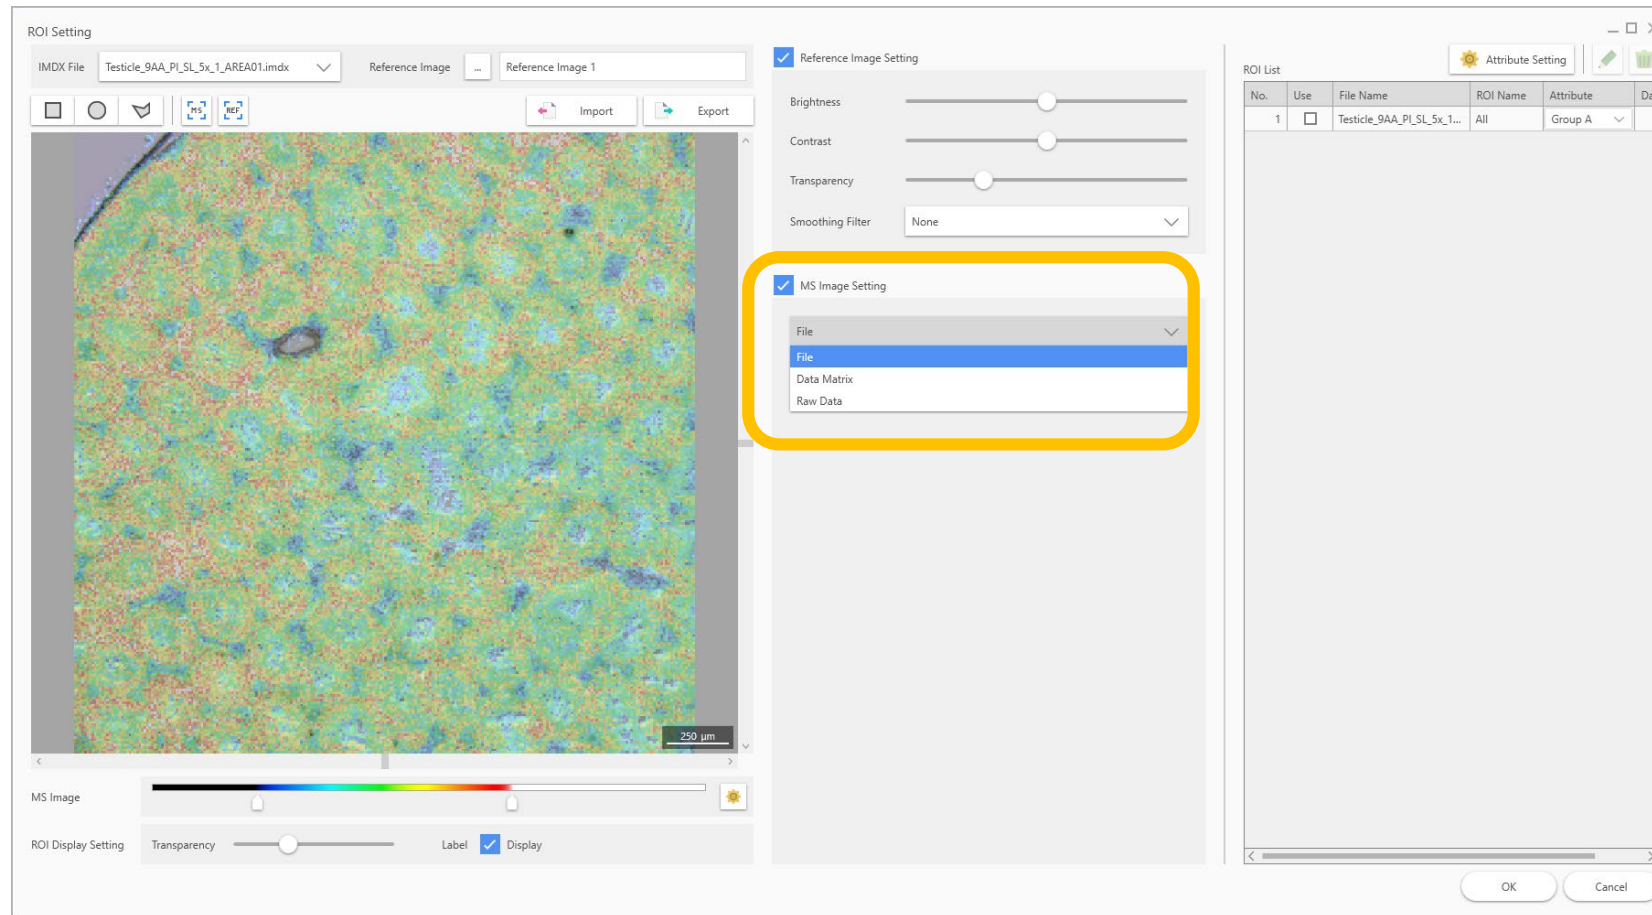 ROI Setting
IMDX File Testicle_9AA_PI_SL_5x_1_AREA01.imdx Reference Image ... Reference Image 1
MS REF Import Export
250 µm
MS Image
ROI Display Setting Transparency Label Display
Reference Image Setting
Brightness
Contrast
Transparency
Smoothing Filter None
MS Image Setting
File
File
Data Matrix
Raw Data
Attribute Setting
ROI List
No. Use File Name ROI Name Attribute Da
1 Testicle_9AA_PI_SL_5x_1... All Group A
OK Cancel